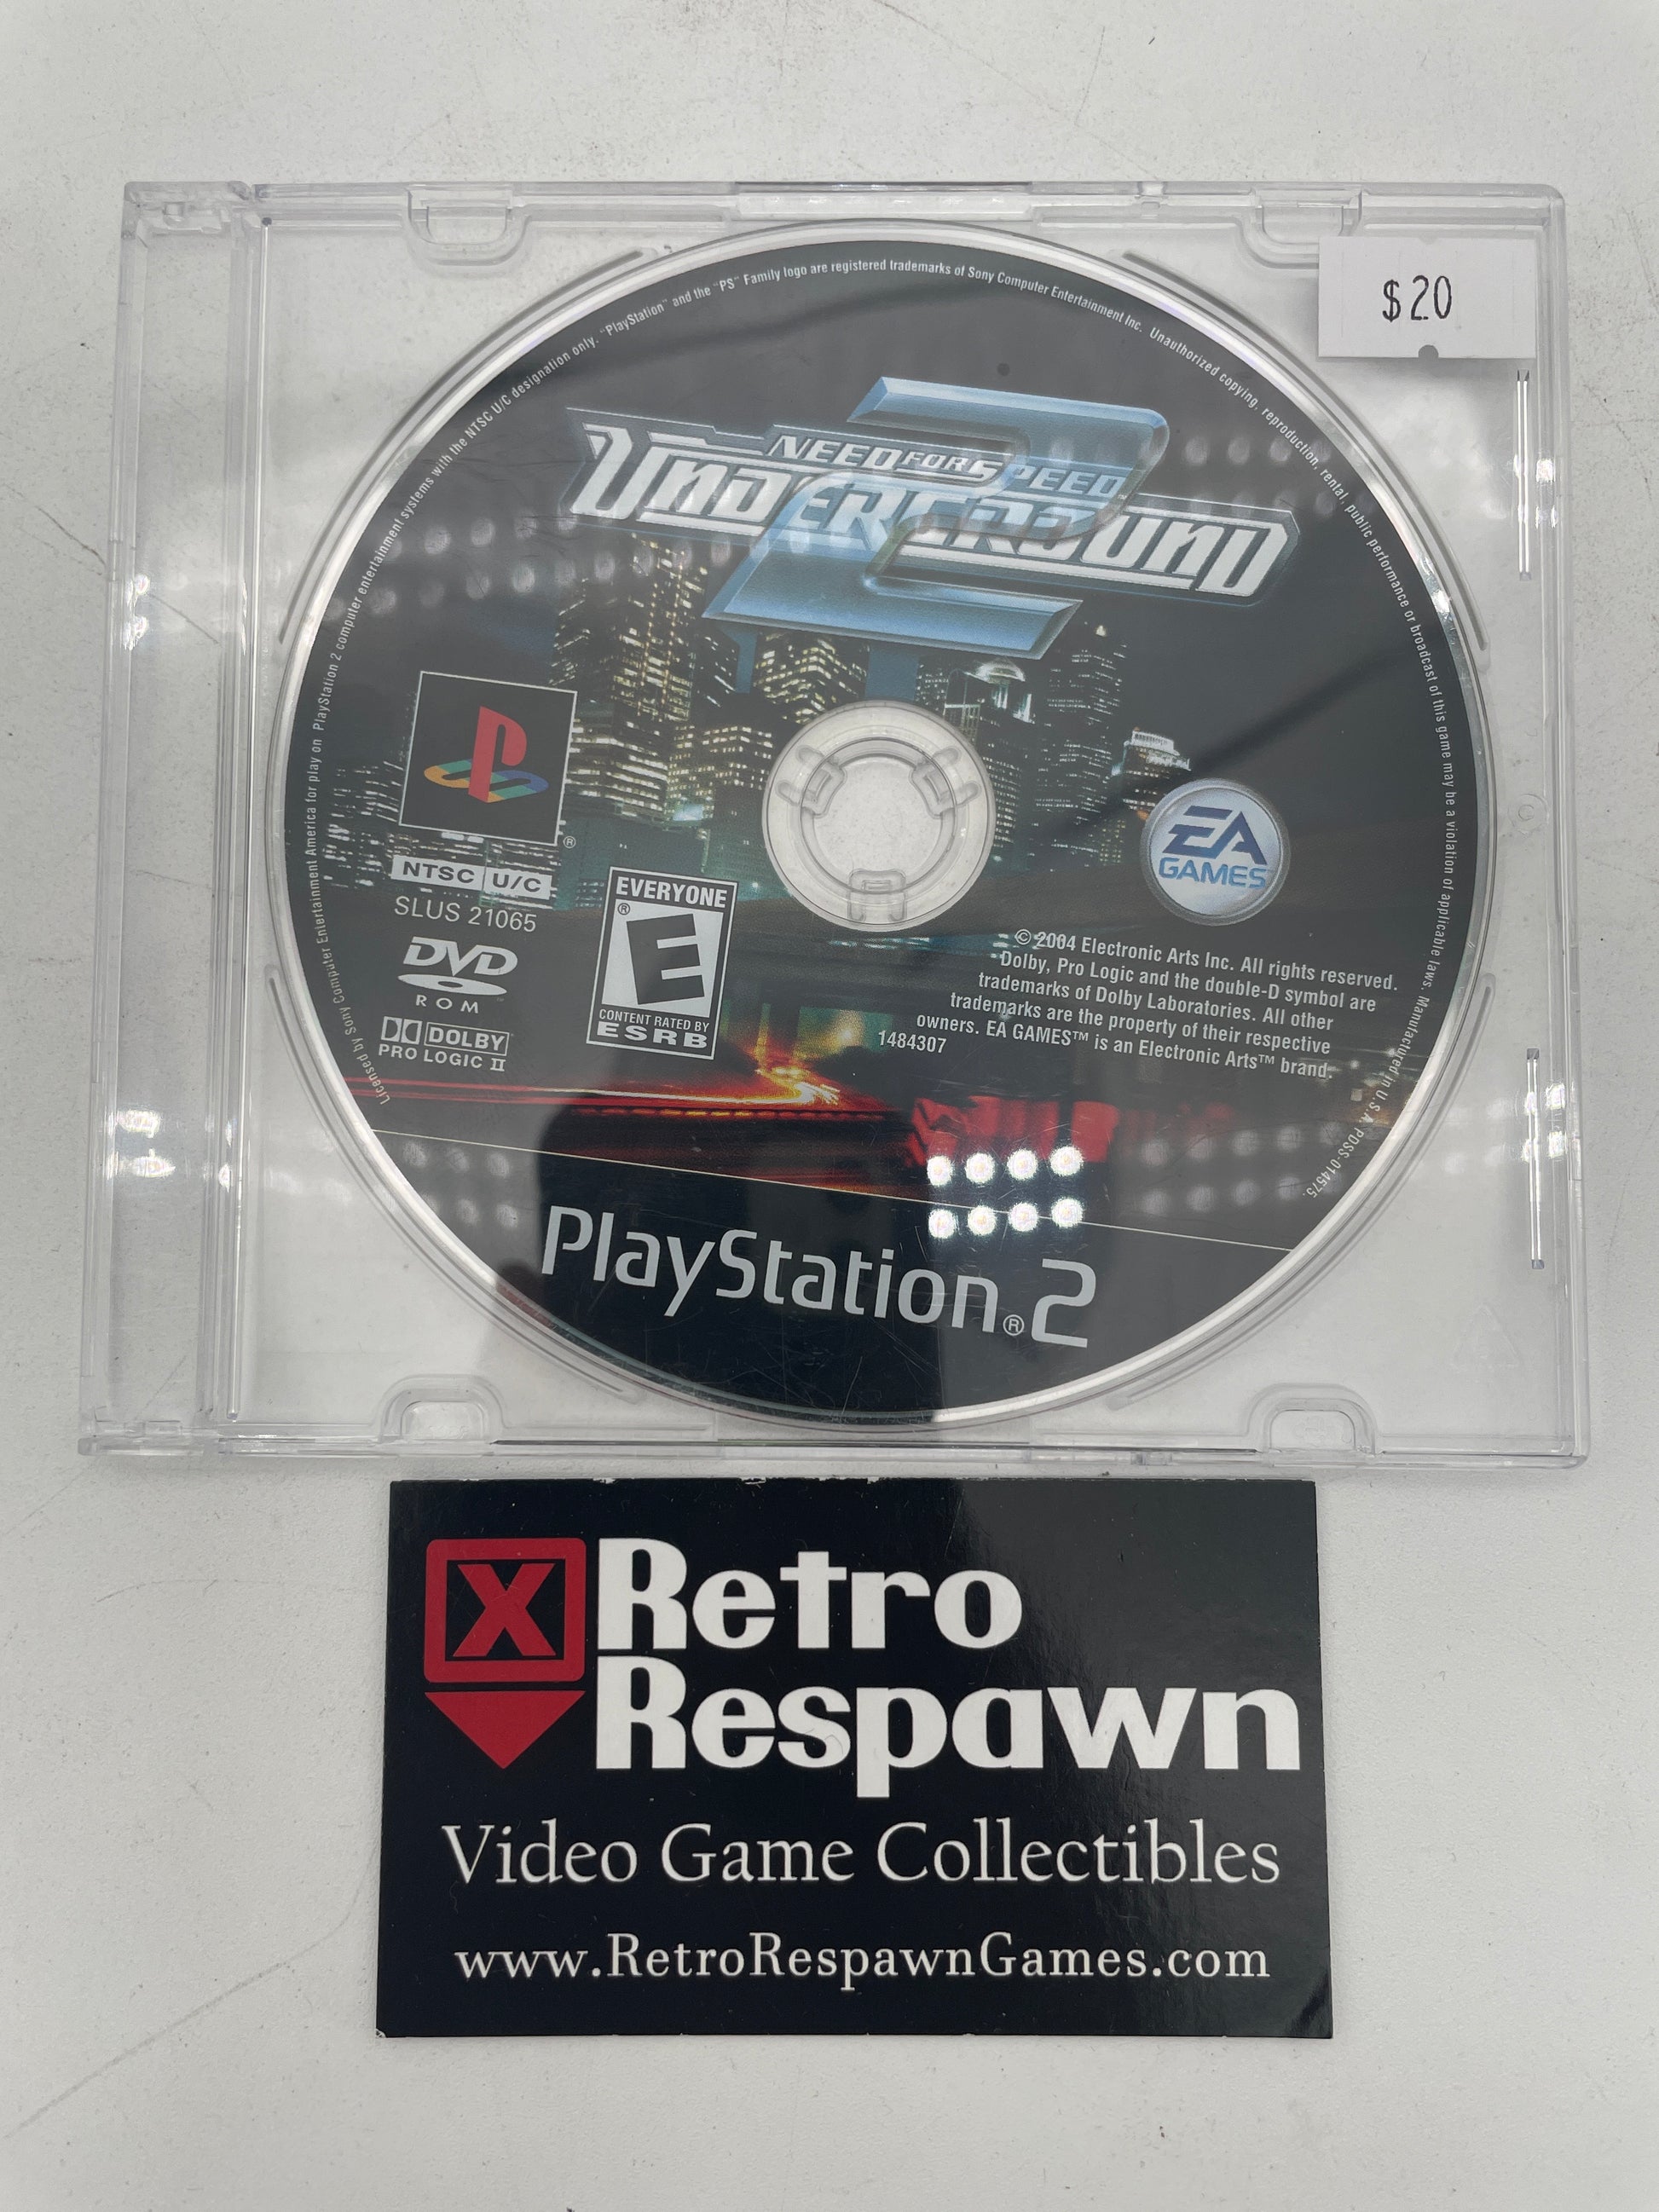 Licensed by Sony Computer Entertainment America for play on PlayStation 2 computer entertainment systems with the NTSC U/C designation only. "PlayStation" and the "PS" Family logo are registered trademarks of Sony Computer Entertainment Inc. Unauthorized copying, reproduction, rental, public performance or broadcast of this game may be a violation of applicable laws. Manufactured in U.S.A. PDSS-014575.
$20
NEED FOR SPEED™
UNDERGROUND
2
®
NTSC U/C
SLUS 21065
DVD
ROM
DOLBY
PRO LOGIC II
EVERYONE
E®
CONTENT RATED BY
ESRB
EA
GAMES™
© 2004 Electronic Arts Inc. All rights reserved.
Dolby, Pro Logic and the double-D symbol are
trademarks of Dolby Laboratories. All other
trademarks are the property of their respective
owners. EA GAMES™ is an Electronic Arts™ brand.
1484307
PlayStation®2
X
Retro
Respawn
Video Game Collectibles
www.RetroRespawnGames.com